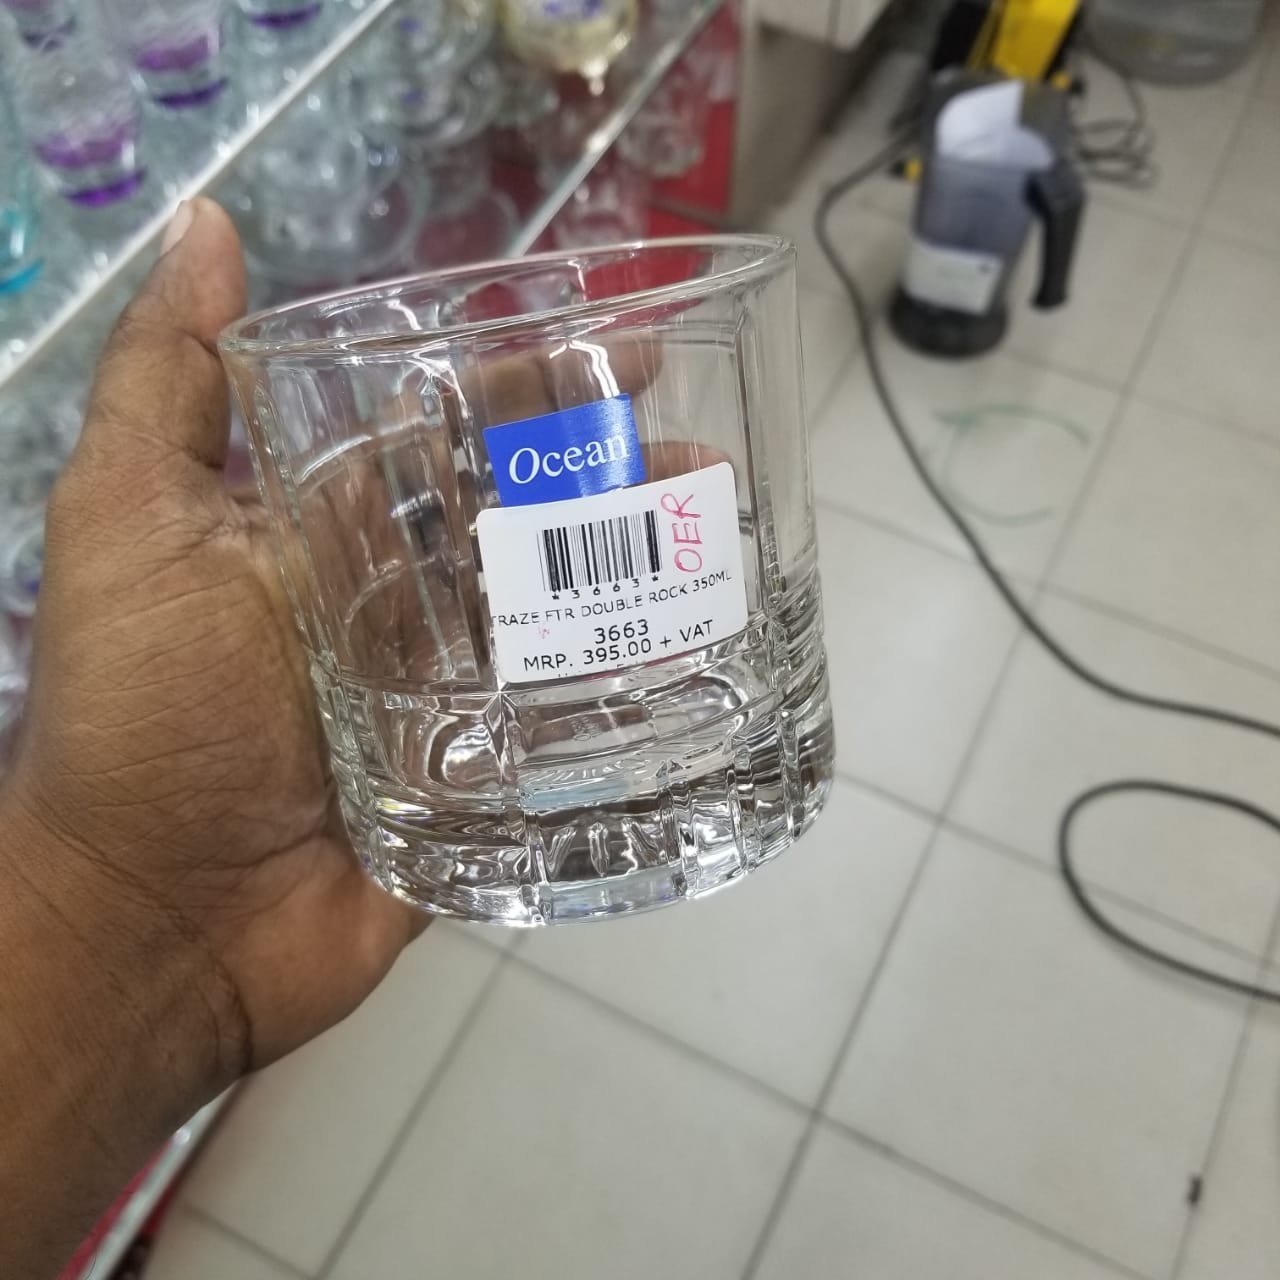 Ocean
OER
*3663*
TRAZE FTR DOUBLE ROCK 350ML
3663
MRP. 395.00 + VAT